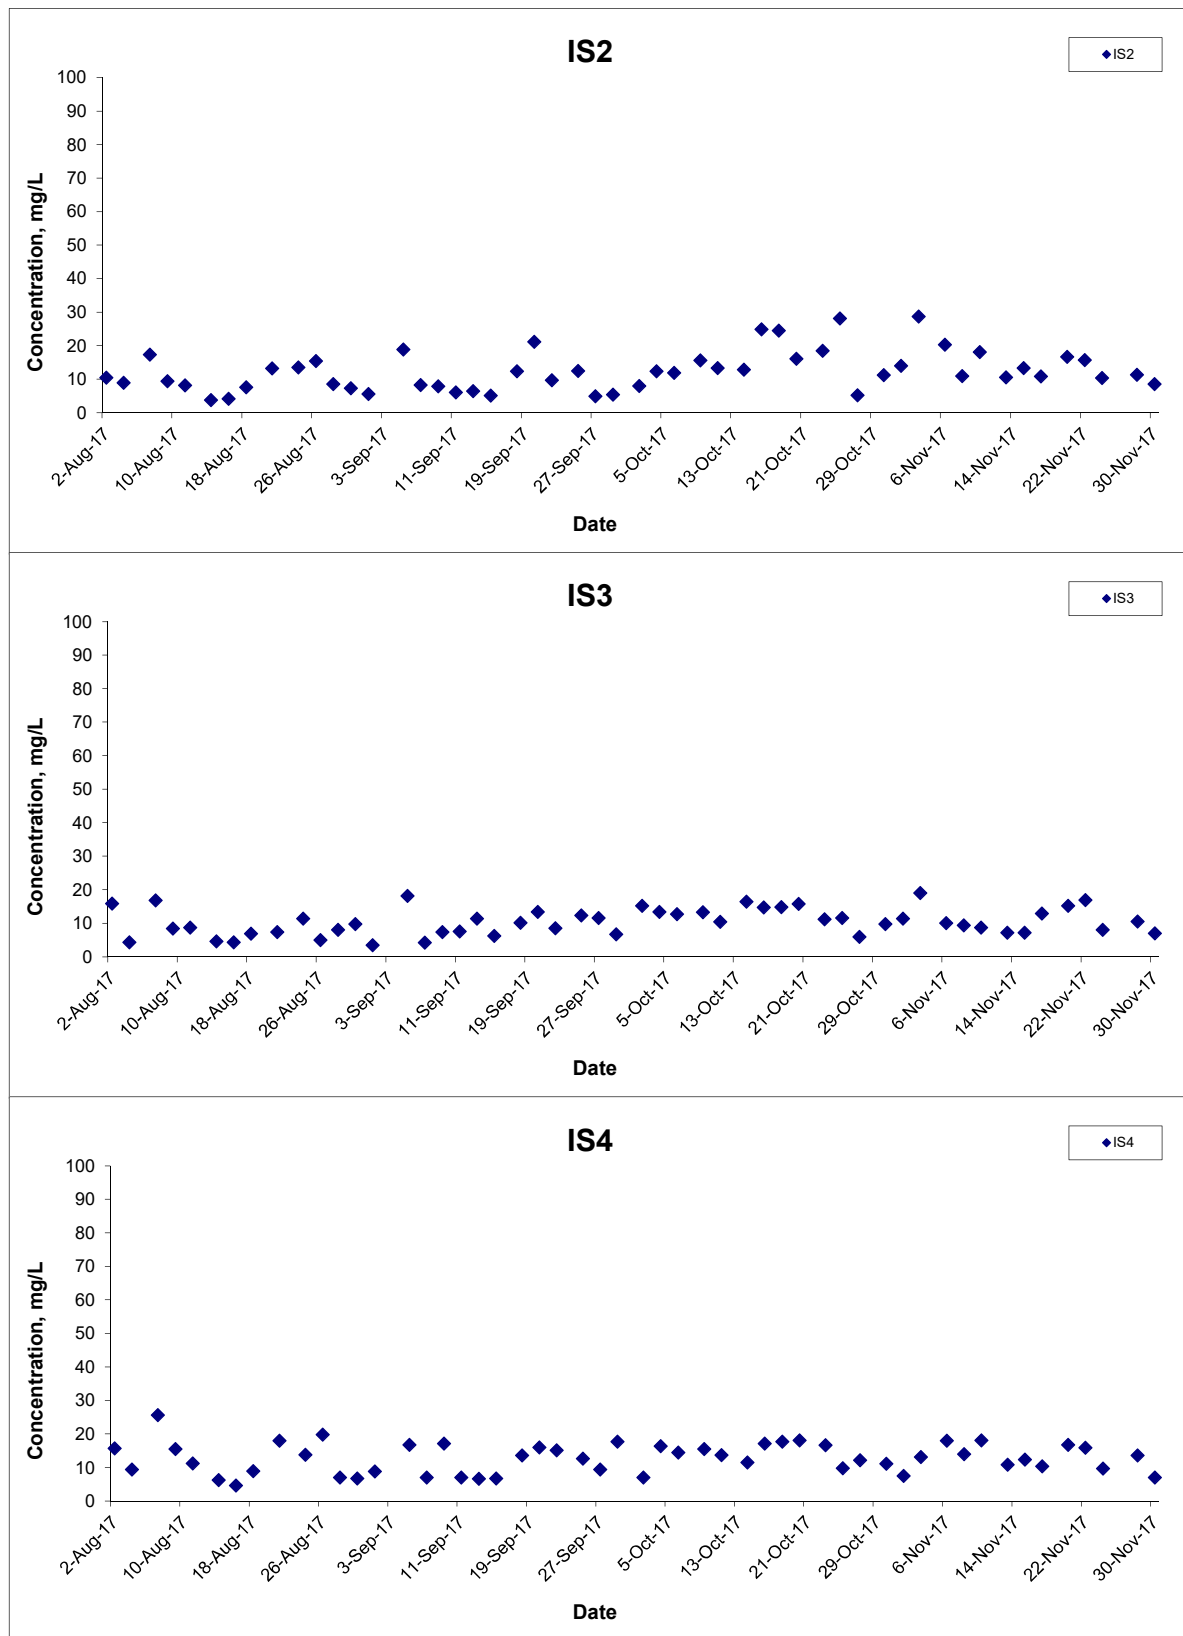 IS2
IS2
100
90
80
70
60
50
40
30
20
10
0
Concentration, mg/L
2-Aug-17
10-Aug-17
18-Aug-17
26-Aug-17
3-Sep-17
11-Sep-17
19-Sep-17
27-Sep-17
5-Oct-17
13-Oct-17
21-Oct-17
29-Oct-17
6-Nov-17
14-Nov-17
22-Nov-17
30-Nov-17
Date
IS3
IS3
100
90
80
70
60
50
40
30
20
10
0
Concentration, mg/L
2-Aug-17
10-Aug-17
18-Aug-17
26-Aug-17
3-Sep-17
11-Sep-17
19-Sep-17
27-Sep-17
5-Oct-17
13-Oct-17
21-Oct-17
29-Oct-17
6-Nov-17
14-Nov-17
22-Nov-17
30-Nov-17
Date
IS4
IS4
100
90
80
70
60
50
40
30
20
10
0
Concentration, mg/L
2-Aug-17
10-Aug-17
18-Aug-17
26-Aug-17
3-Sep-17
11-Sep-17
19-Sep-17
27-Sep-17
5-Oct-17
13-Oct-17
21-Oct-17
29-Oct-17
6-Nov-17
14-Nov-17
22-Nov-17
30-Nov-17
Date